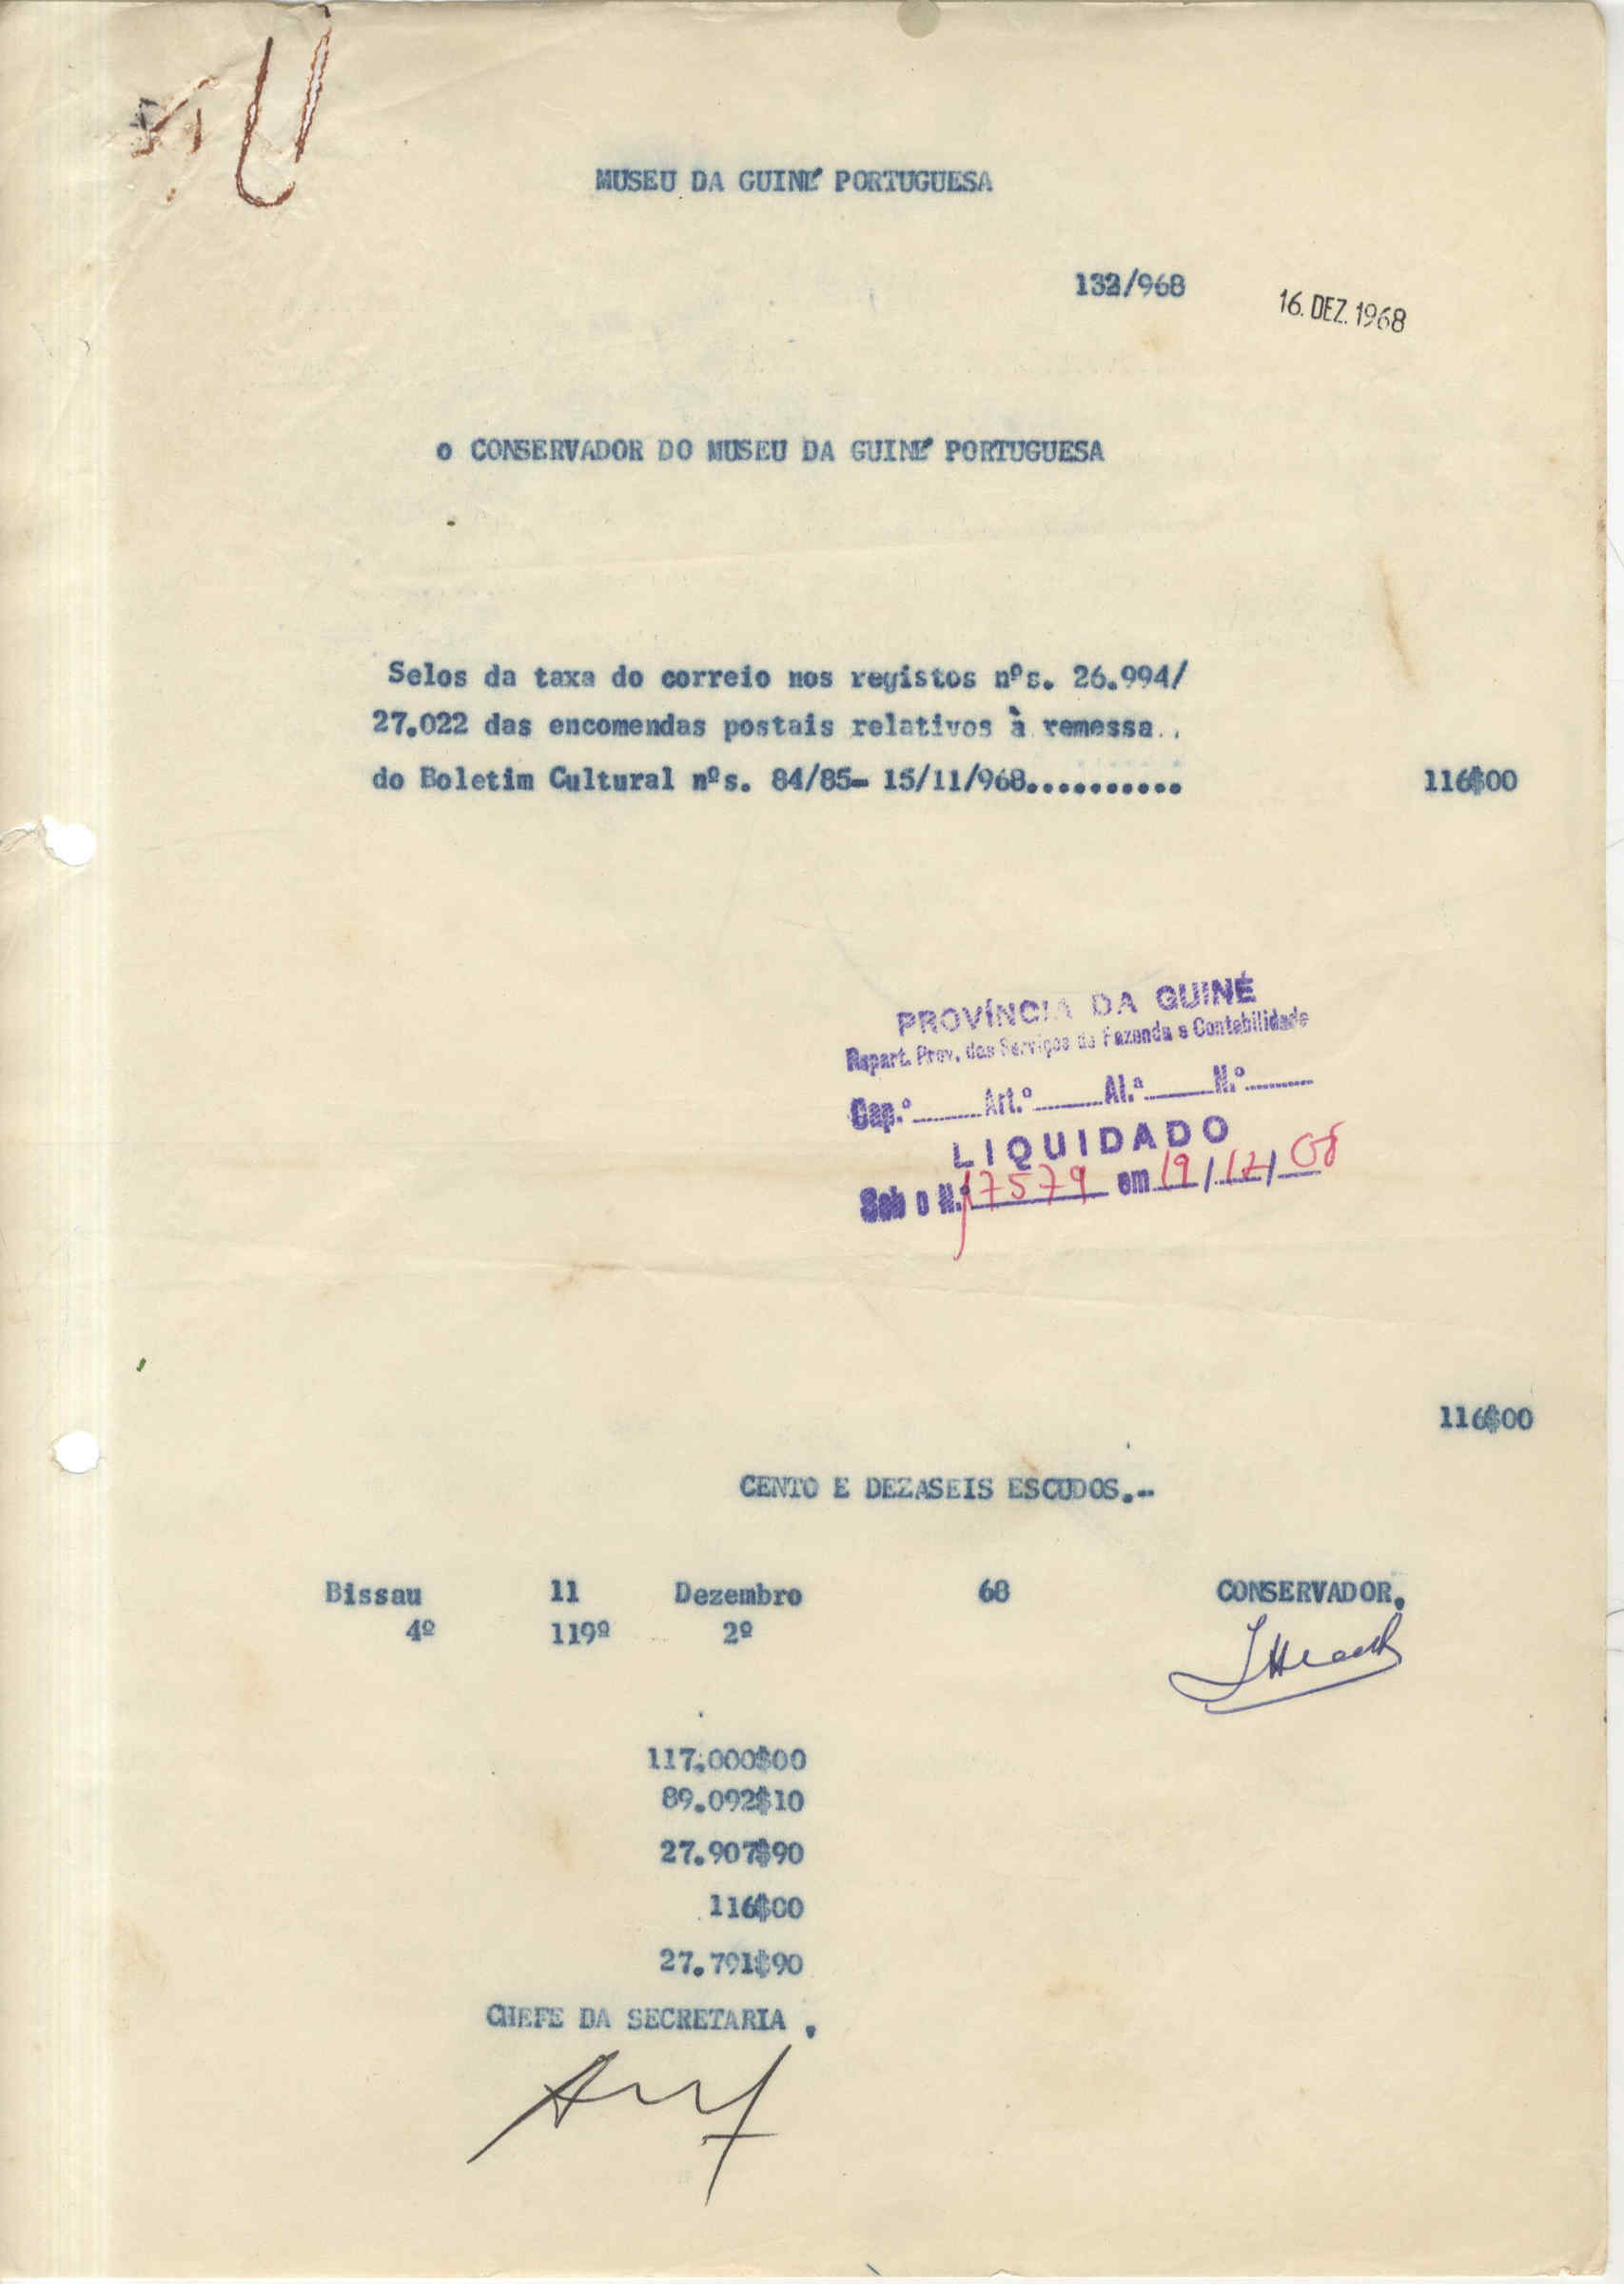 MUSEU DA GUINÉ PORTUGUESA
132/968
16. DEZ. 1968
o CONSERVADOR DO MUSEU DA GUINÉ PORTUGUESA
Selos da taxa do correio nos registos nºs. 26.994/
27.022 das encomendas postais relativos à remessa..
do Boletim Cultural nºs. 84/85- 15/11/968.......... 116$00
PROVÍNCIA DA GUINÉ
Repart. Prov. dos Serviços de Fazenda e Contabilidade
Cap.º Art.º Al.ª N.º
LIQUIDADO
Sob o N.º 17579 em 19/12/68
116$00
CENTO E DEZASEIS ESCUDOS.-
Bissau 11 Dezembro 68 CONSERVADOR,
4º 119º 2º
117.000$00
89.092$10
27.907$90
116$00
27.791$90
CHEFE DA SECRETARIA ,